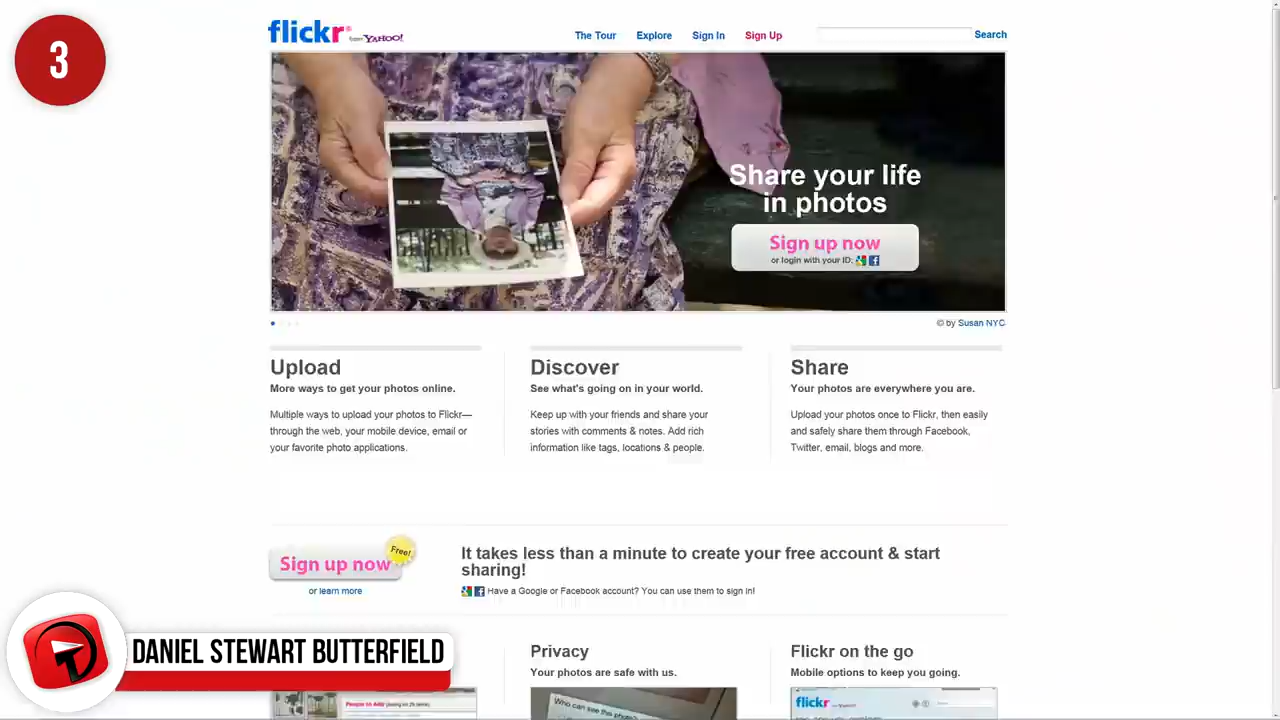 3
flickr from YAHOO!
The Tour
Explore
Sign In
Sign Up
Search
Share your life
in photos
Sign up now
or login with your ID:
© by Susan NYC
Upload
More ways to get your photos online.
Multiple ways to upload your photos to Flickr—
through the web, your mobile device, email or
your favorite photo applications.
Discover
See what's going on in your world.
Keep up with your friends and share your
stories with comments & notes. Add rich
information like tags, locations & people.
Share
Your photos are everywhere you are.
Upload your photos once to Flickr, then easily
and safely share them through Facebook,
Twitter, email, blogs and more.
Sign up now
Free!
or learn more
It takes less than a minute to create your free account & start
sharing!
Have a Google or Facebook account? You can use them to sign in!
DANIEL STEWART BUTTERFIELD
Privacy
Your photos are safe with us.
Who can see this photo?
Flickr on the go
Mobile options to keep you going.
flickr